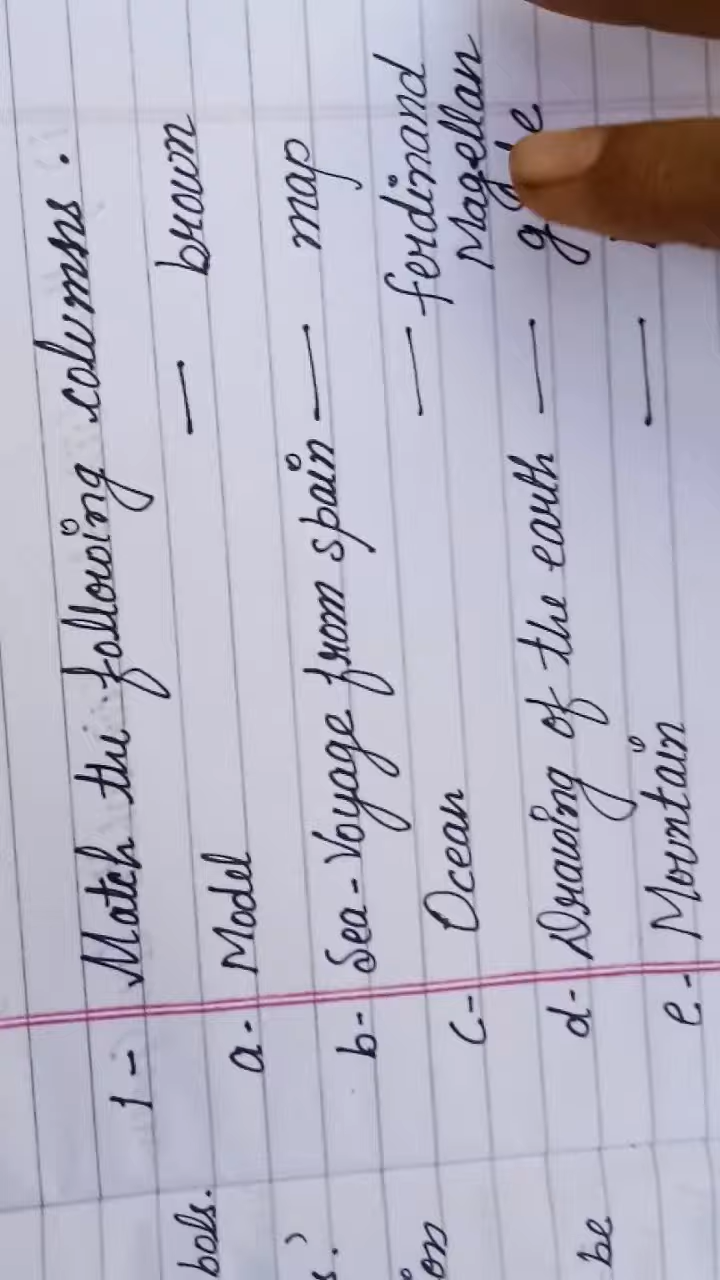 1- Match the following columns.
a- Model — brown
b- Sea-Voyage from spain — map
c- Ocean — ferdinand
Magellan
d- Drawing of the earth —
e- Mountain —
bols.
s.
on
be